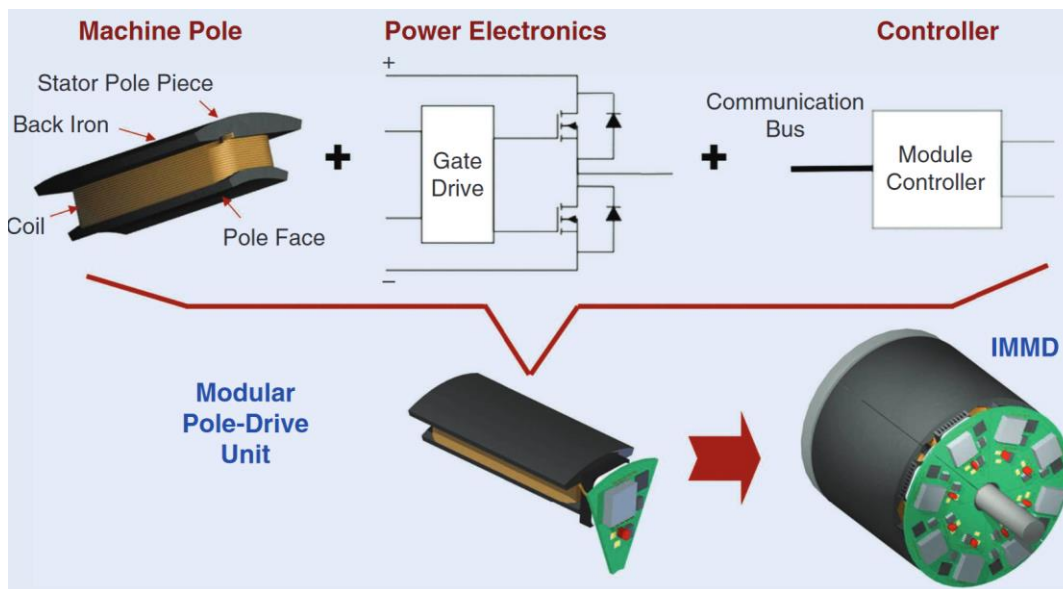 Machine Pole
Power Electronics
Controller
Stator Pole Piece
Back Iron
Coil
Pole Face
+
+
Gate
Drive
−
+
Communication
Bus
Module
Controller
Modular
Pole-Drive
Unit
IMMD